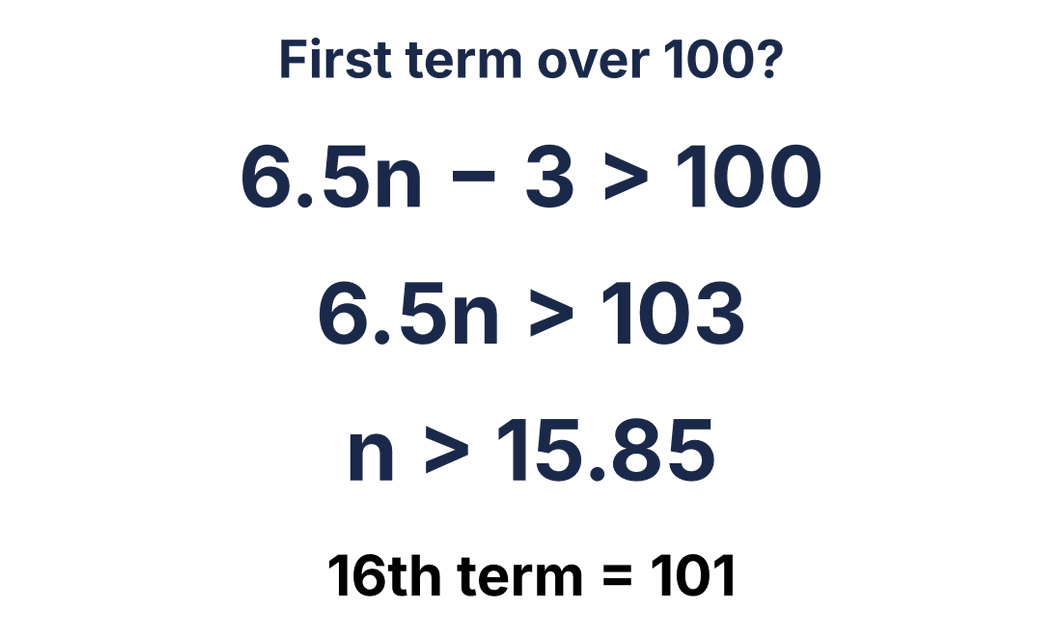 First term over 100?
6.5n − 3 > 100
6.5n > 103
n > 15.85
16th term = 101